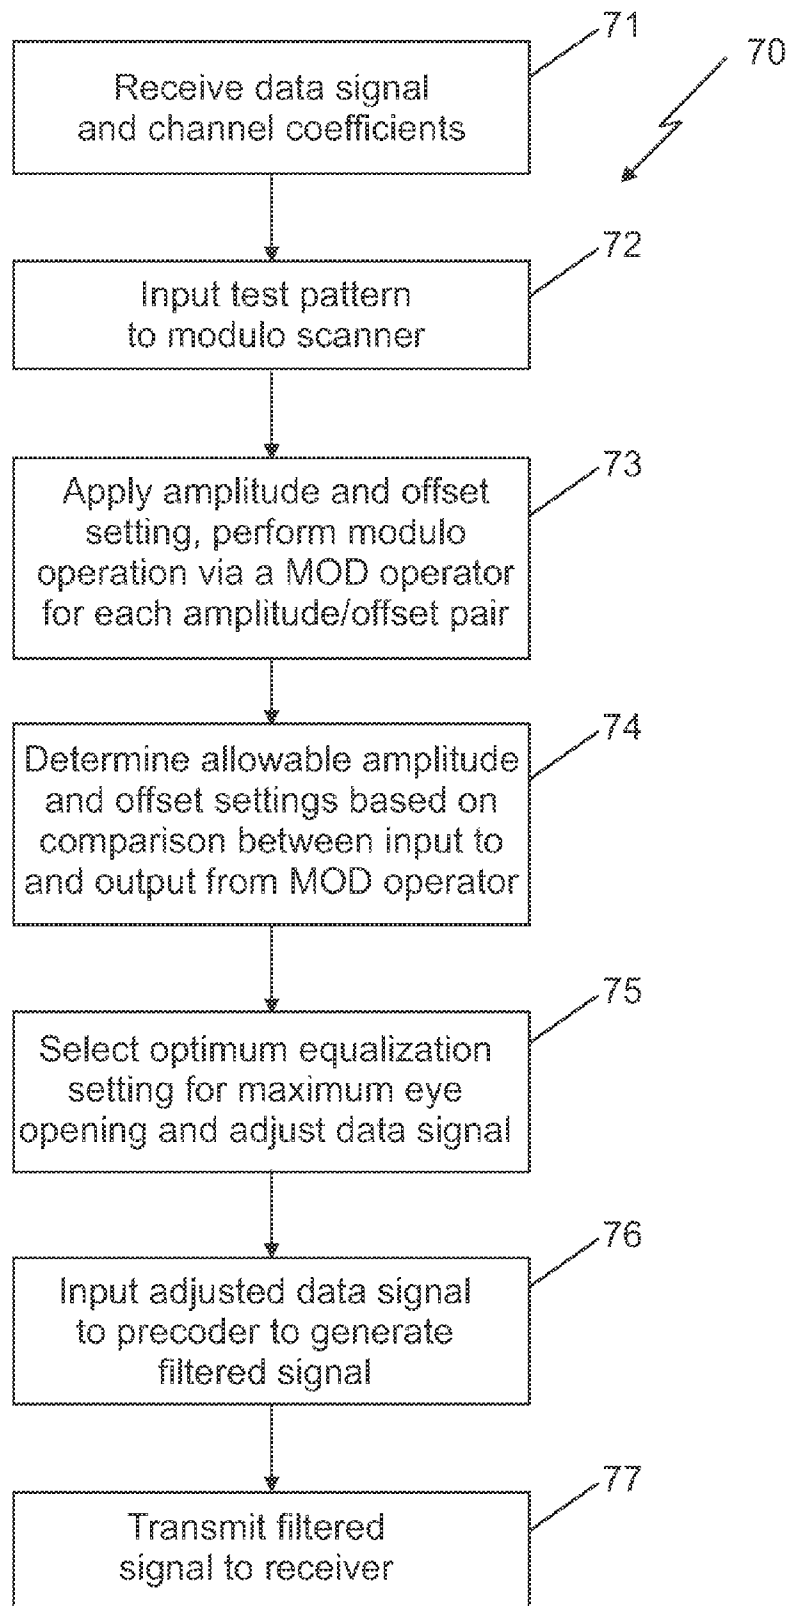 71
70
Receive data signal
and channel coefficients
72
Input test pattern
to modulo scanner
73
Apply amplitude and offset
setting, perform modulo
operation via a MOD operator
for each amplitude/offset pair
74
Determine allowable amplitude
and offset settings based on
comparison between input to
and output from MOD operator
75
Select optimum equalization
setting for maximum eye
opening and adjust data signal
76
Input adjusted data signal
to precoder to generate
filtered signal
77
Transmit filtered
signal to receiver